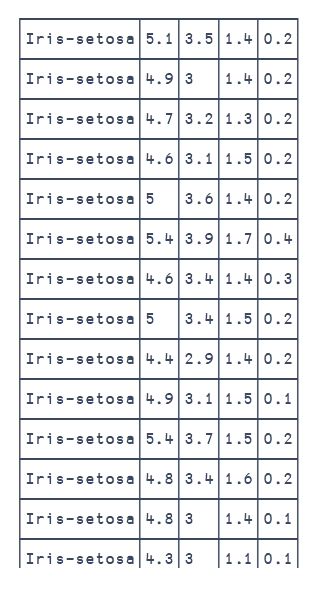 Iris-setosa 5.1 3.5 1.4 0.2
Iris-setosa 4.9 3 1.4 0.2
Iris-setosa 4.7 3.2 1.3 0.2
Iris-setosa 4.6 3.1 1.5 0.2
Iris-setosa 5 3.6 1.4 0.2
Iris-setosa 5.4 3.9 1.7 0.4
Iris-setosa 4.6 3.4 1.4 0.3
Iris-setosa 5 3.4 1.5 0.2
Iris-setosa 4.4 2.9 1.4 0.2
Iris-setosa 4.9 3.1 1.5 0.1
Iris-setosa 5.4 3.7 1.5 0.2
Iris-setosa 4.8 3.4 1.6 0.2
Iris-setosa 4.8 3 1.4 0.1
Iris-setosa 4.3 3 1.1 0.1